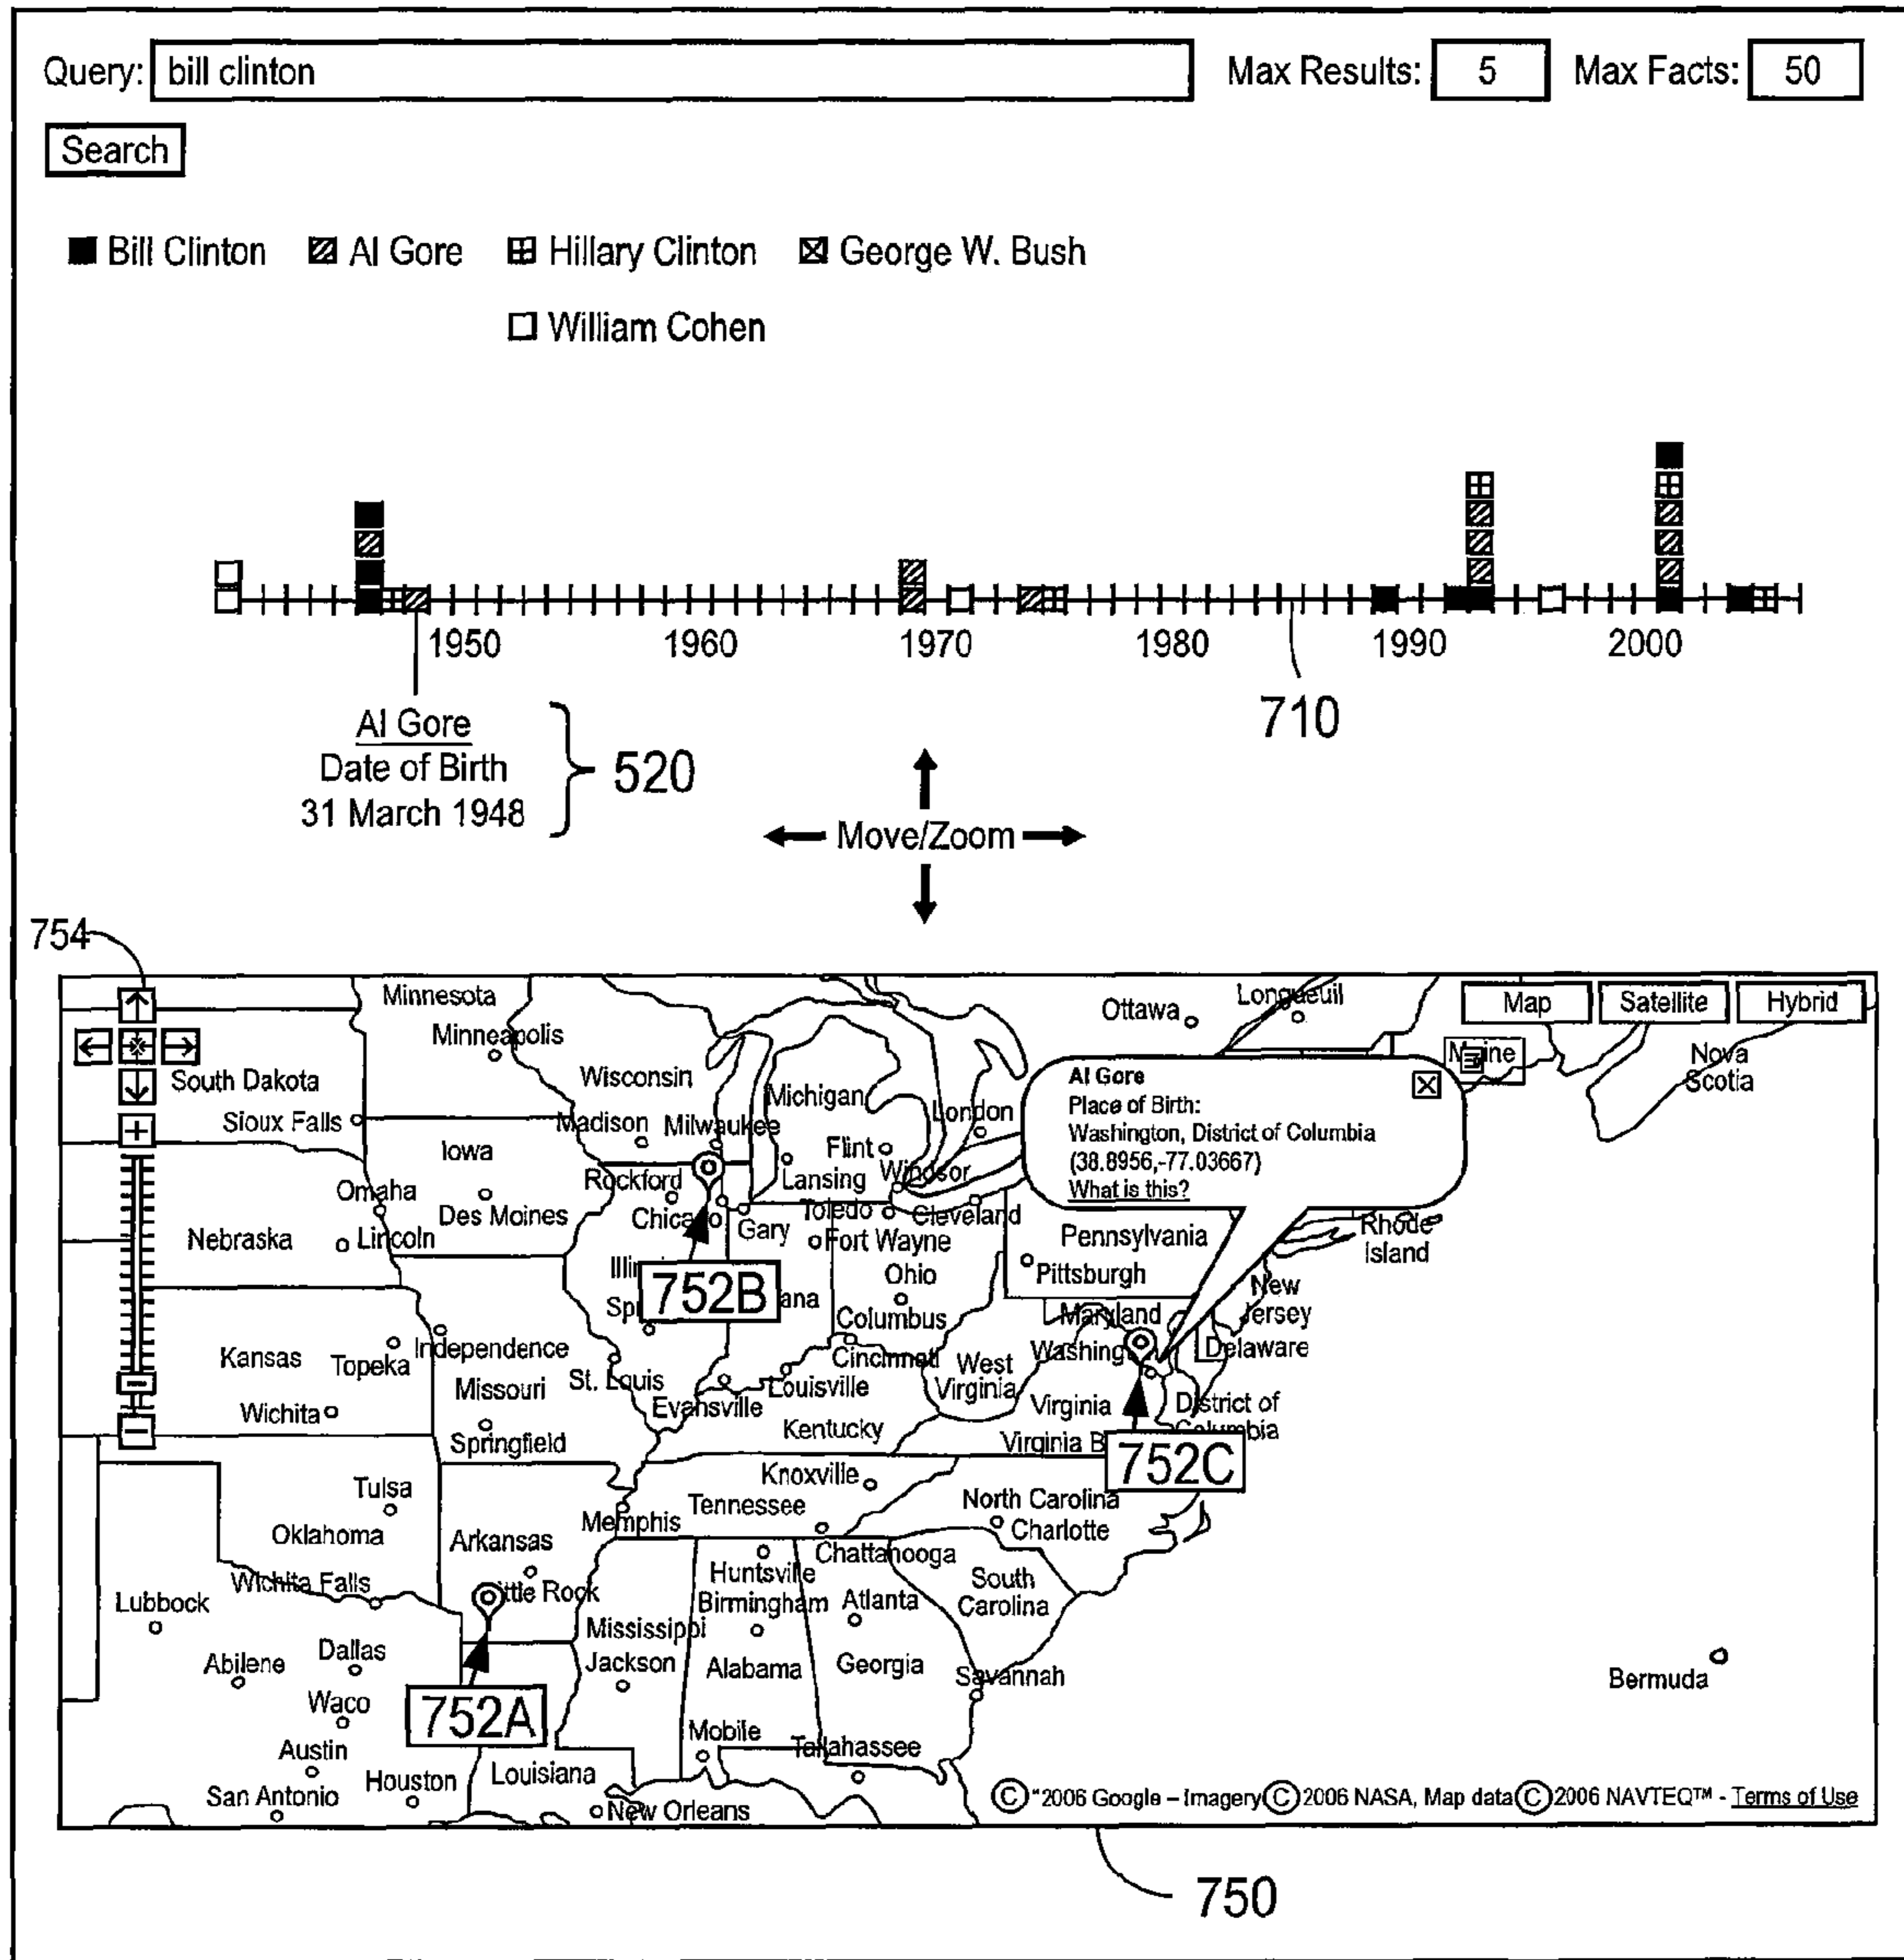 Query: bill clinton Max Results: 5 Max Facts: 50
Search
Bill Clinton Al Gore Hillary Clinton George W. Bush
William Cohen
1950 1960 1970 1980 1990 2000
710
Al Gore
Date of Birth
31 March 1948
520
Move/Zoom
754
Minnesota
Minneapolis
South Dakota
Sioux Falls
Wisconsin
Madison
Milwaukee
Michigan
Flint
Lansing
London
Windsor
Ottawa
Longueuil
Map Satellite Hybrid
Maine
Nova
Scotia
Al Gore
Place of Birth:
Washington, District of Columbia
(38.8956,-77.03667)
What is this?
Iowa
Rockford
Omaha
Des Moines
Chicago
Gary
Toledo
Cleveland
Nebraska
Lincoln
Fort Wayne
Ohio
Pennsylvania
Pittsburgh
Rhode
Island
752B
ana
Columbus
New
Jersey
Maryland
Washing
Delaware
Kansas
Topeka
Independence
Missouri
St. Louis
Evansville
Louisville
Cincinnati
West
Virginia
Virginia
District of
Columbia
Wichita
Springfield
Kentucky
Virginia B
752C
Tulsa
Oklahoma
Arkansas
Memphis
Knoxville
Tennessee
North Carolina
Charlotte
Chattanooga
Huntsville
Birmingham
Atlanta
South
Carolina
Wichita Falls
ittle Rock
Lubbock
Abilene
Dallas
Waco
Mississippi
Jackson
Alabama
Georgia
Savannah
Bermuda
752A
Austin
San Antonio
Houston
Louisiana
Mobile
Tallahassee
New Orleans
©"2006 Google – Imagery © 2006 NASA, Map data © 2006 NAVTEQ™ - Terms of Use
750